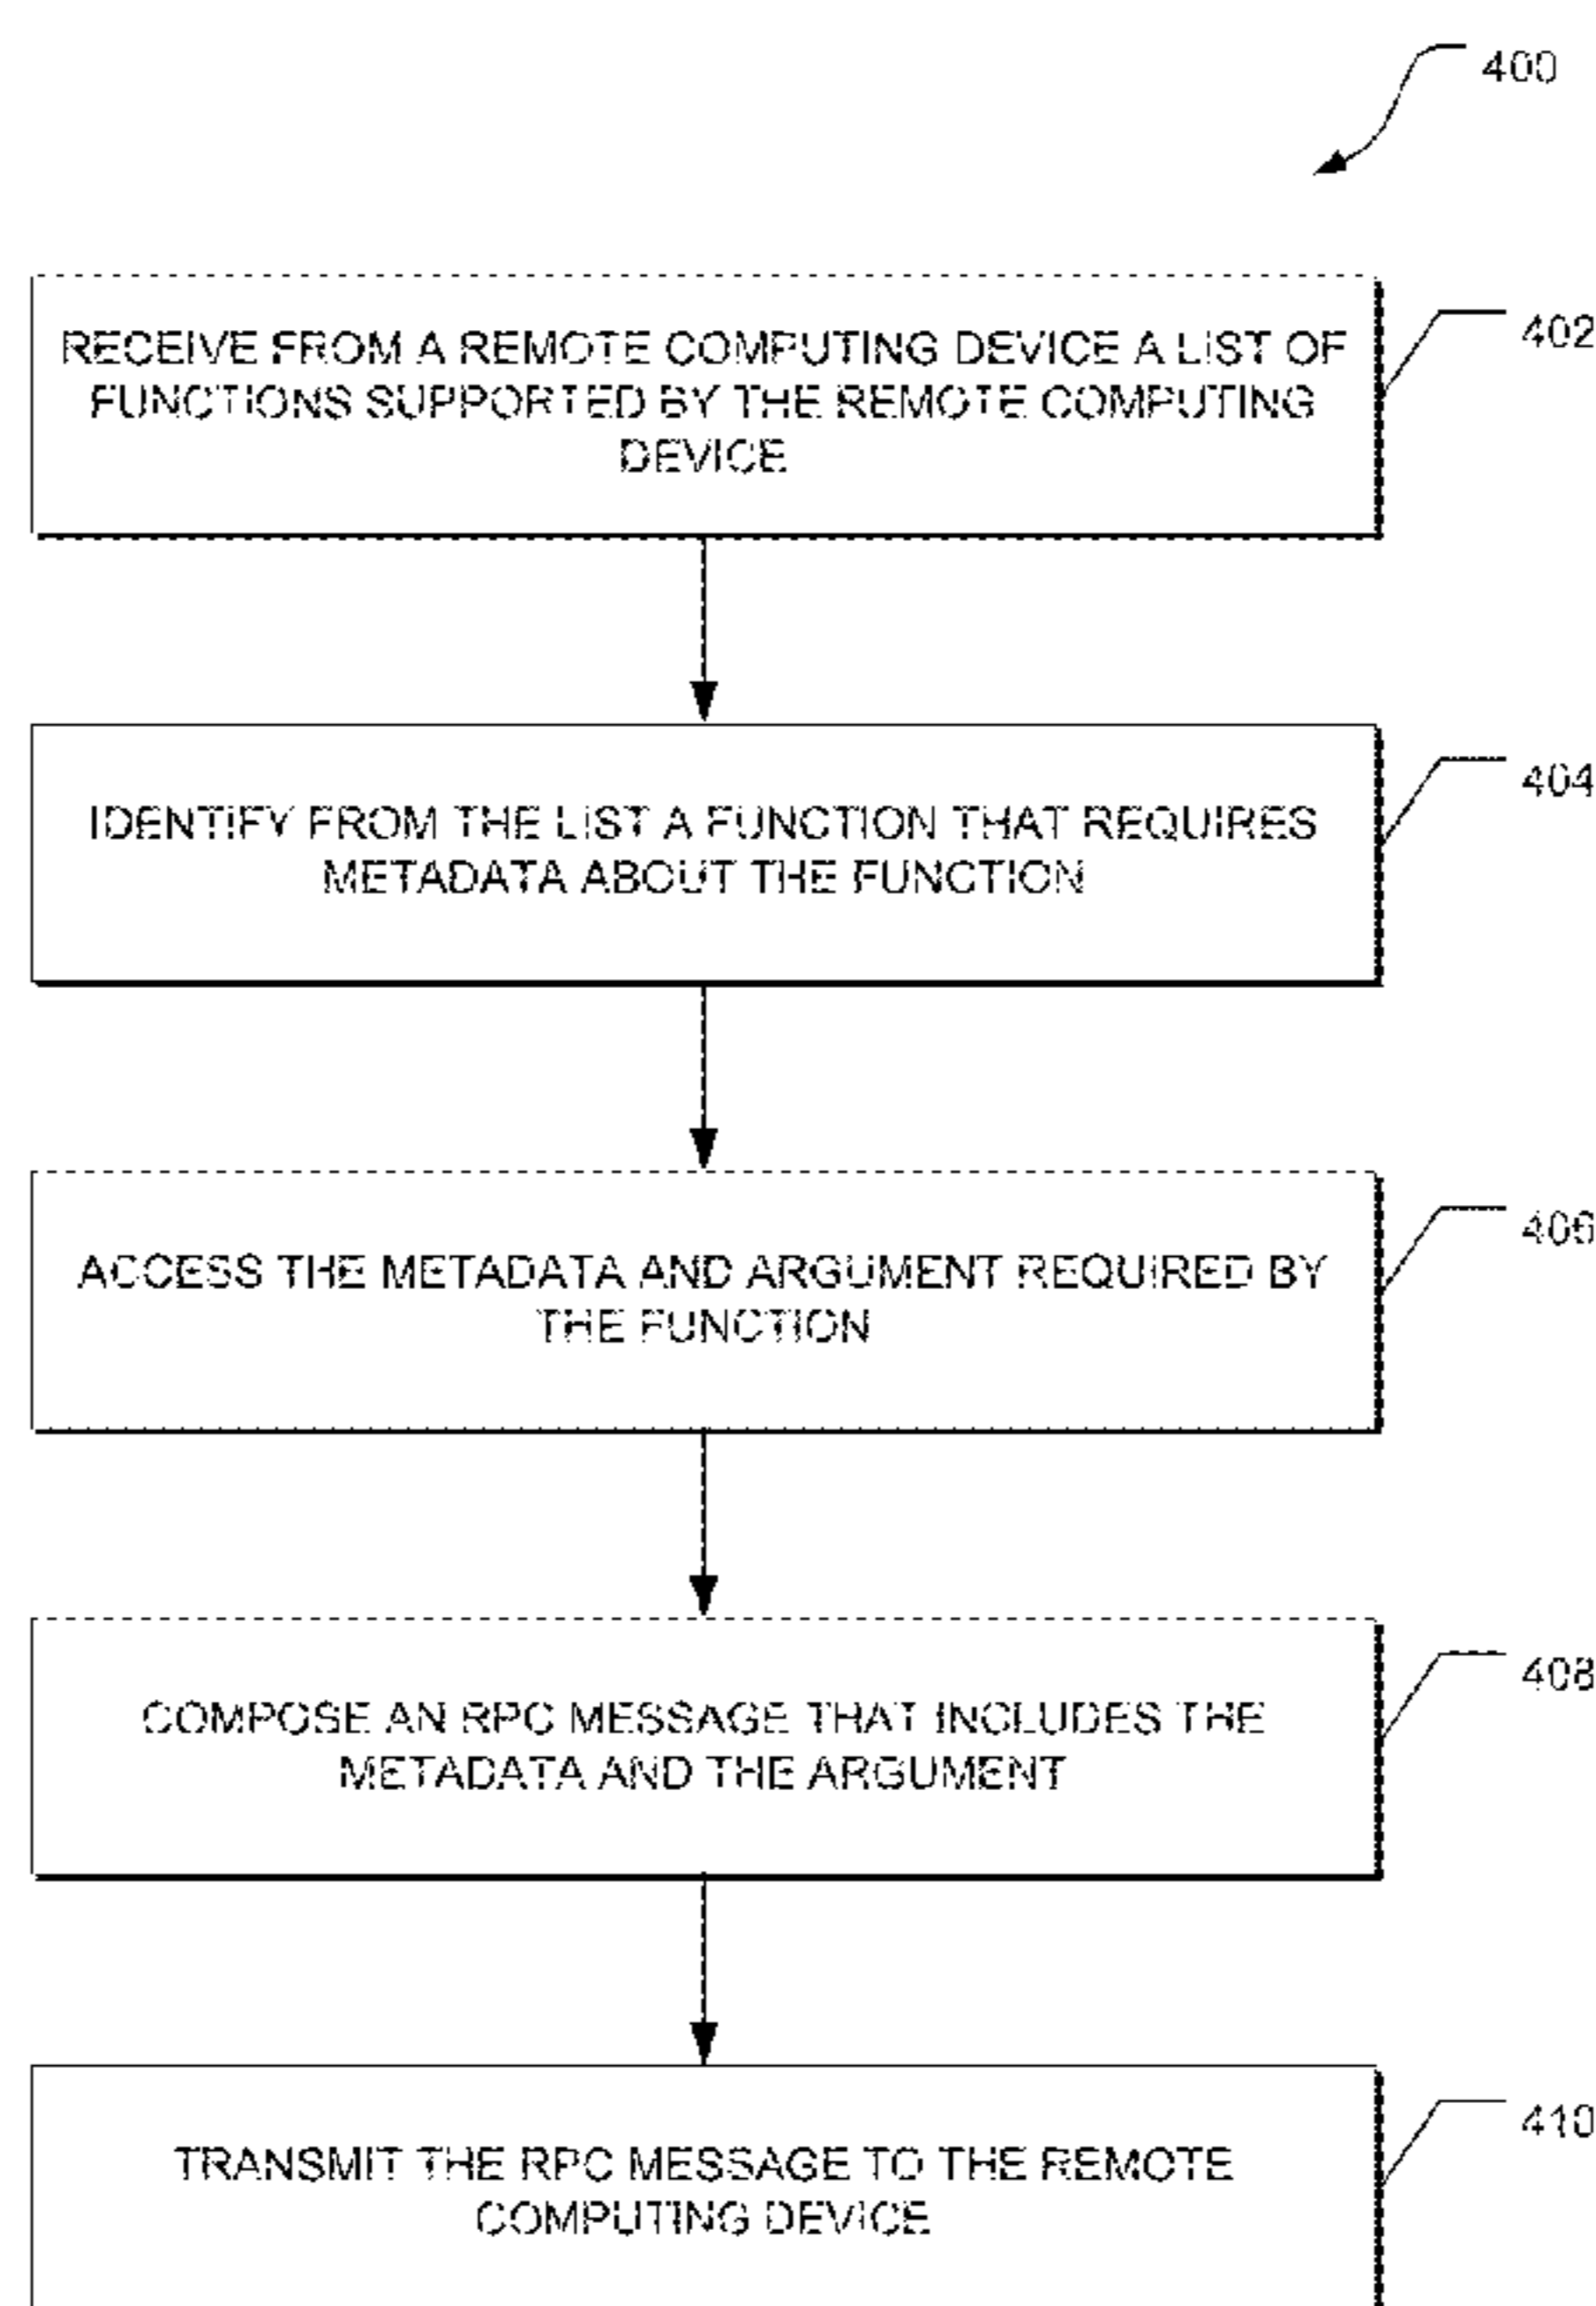 400
RECEIVE FROM A REMOTE COMPUTING DEVICE A LIST OF
FUNCTIONS SUPPORTED BY THE REMOTE COMPUTING
DEVICE
402
IDENTIFY FROM THE LIST A FUNCTION THAT REQUIRES
METADATA ABOUT THE FUNCTION
404
ACCESS THE METADATA AND ARGUMENT REQUIRED BY
THE FUNCTION
406
COMPOSE AN RPC MESSAGE THAT INCLUDES THE
METADATA AND THE ARGUMENT
408
TRANSMIT THE RPC MESSAGE TO THE REMOTE
COMPUTING DEVICE
410